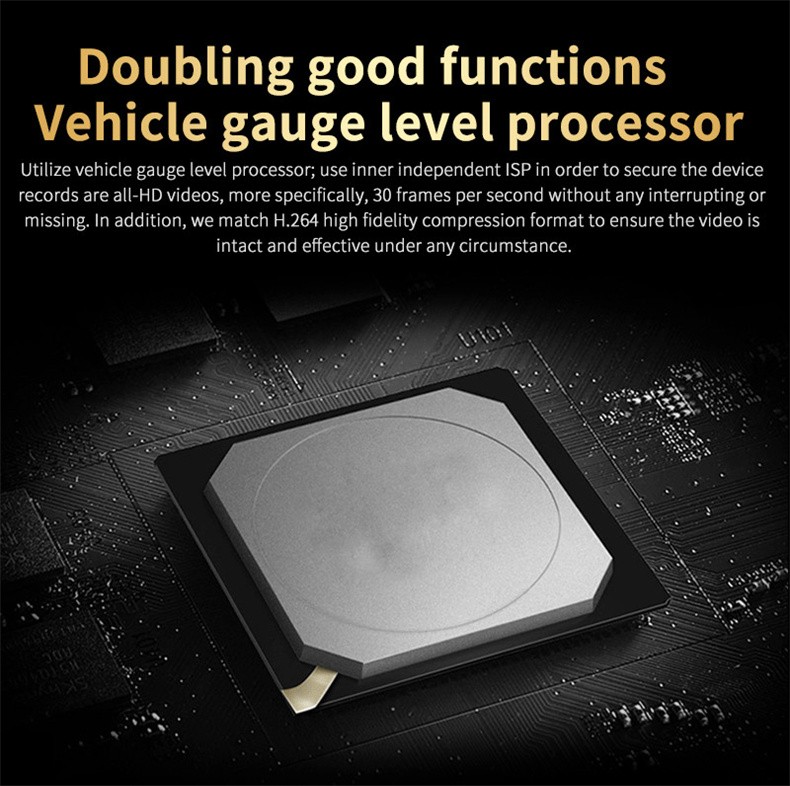 Doubling good functions
Vehicle gauge level processor
Utilize vehicle gauge level processor; use inner independent ISP in order to secure the device
records are all-HD videos, more specifically, 30 frames per second without any interrupting or
missing. In addition, we match H.264 high fidelity compression format to ensure the video is
intact and effective under any circumstance.